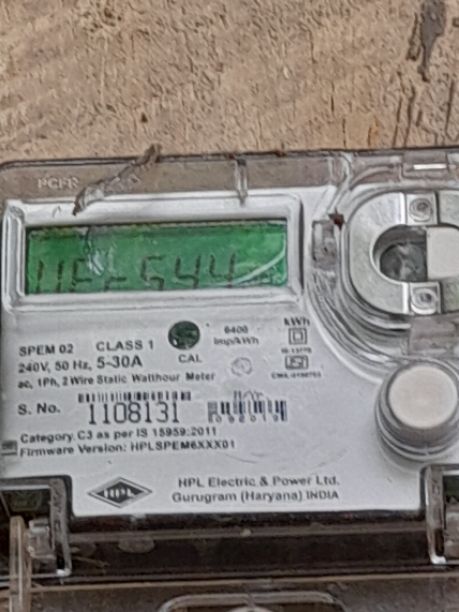 SPEM 02 CLASS 1
240V, 50 Hz, 5-30A
CAL
6400
imp/kWh
kWh
ac, 1Ph, 2 Wire Static Watthour Meter
S. No. 1108131
Category C3 as per IS 15959:2011
Firmware Version: HPLSPEM6XXX01
HPL
HPL Electric & Power Ltd.
Gurugram (Haryana) INDIA